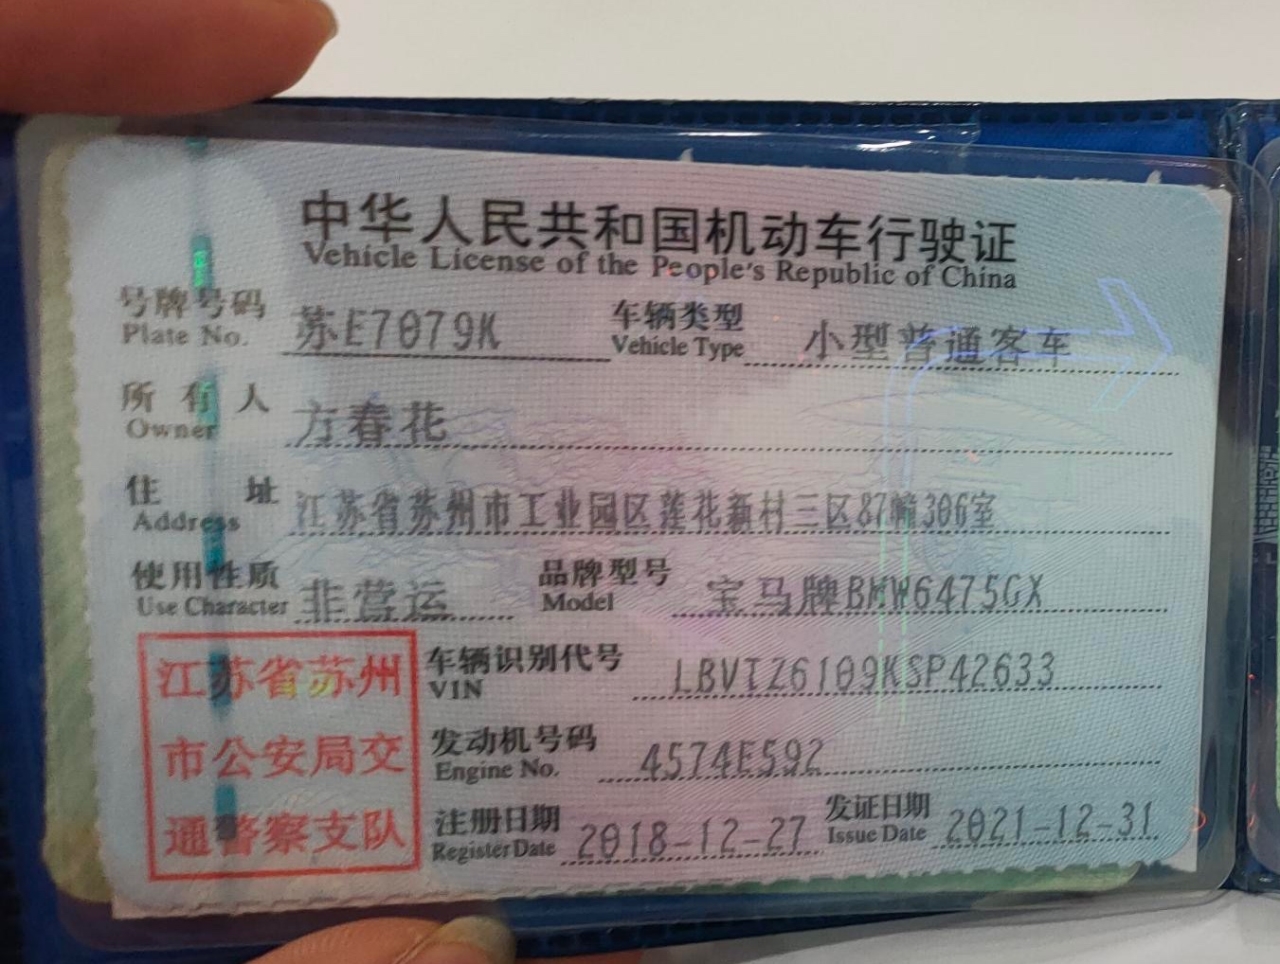 中华人民共和国机动车行驶证
Vehicle License of the People's Republic of China
号牌号码 苏E7079K 车辆类型 小型普通客车
Plate No. Vehicle Type
所有人 方春花
Owner
住址 江苏省苏州市工业园区莲花新村三区87幢306室
Address
使用性质 非营运 品牌型号 宝马牌BMW6475GX
Use Character Model
江苏省苏州
市公安局交
通警察支队
车辆识别代号 LBVTZ6109KSP42633
VIN
发动机号码 4574E592
Engine No.
注册日期 2018-12-27 发证日期 2021-12-31
Register Date Issue Date